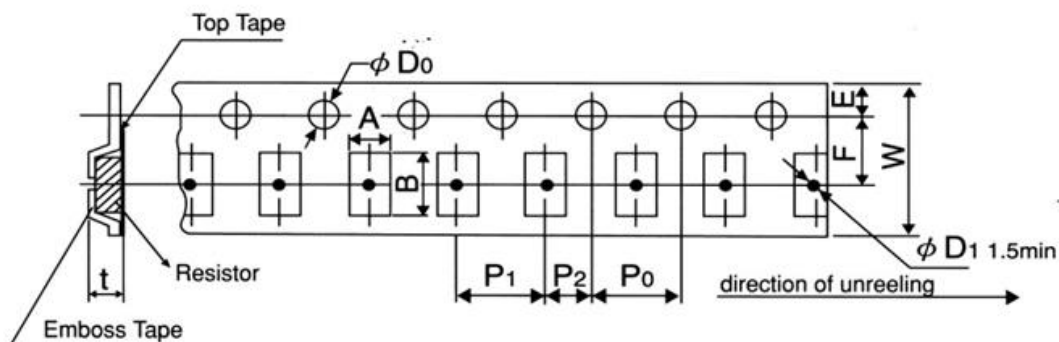 Top Tape
φ D0
A
B
E
F
W
t
Resistor
Emboss Tape
P1
P2
P0
φ D1 1.5min
direction of unreeling